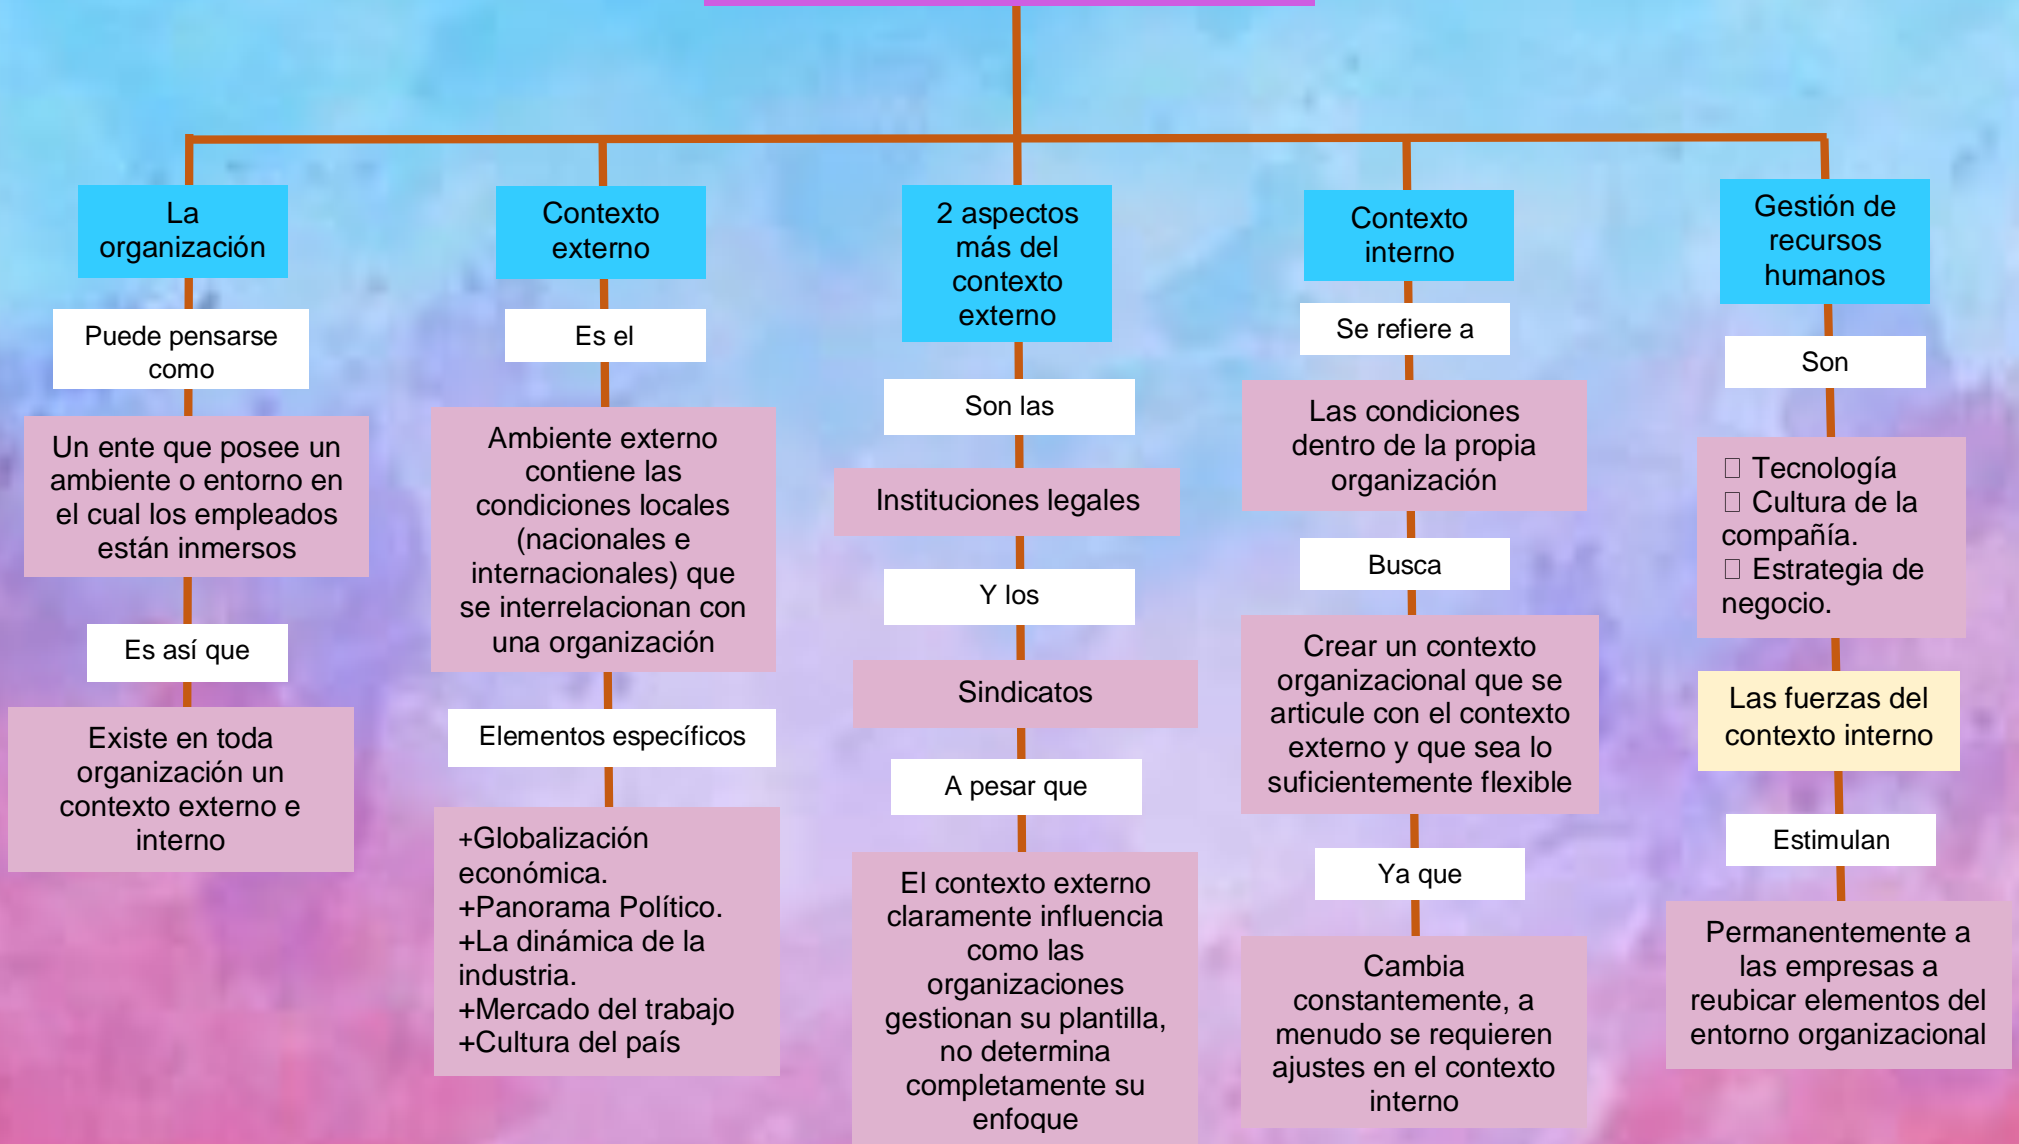 La
organización
Puede pensarse
como
Un ente que posee un
ambiente o entorno en
el cual los empleados
están inmersos
Es así que
Existe en toda
organización un
contexto externo e
interno
Contexto
externo
Es el
Ambiente externo
contiene las
condiciones locales
(nacionales e
internacionales) que
se interrelacionan con
una organización
Elementos específicos
+Globalización
económica.
+Panorama Político.
+La dinámica de la
industria.
+Mercado del trabajo
+Cultura del país
2 aspectos
más del
contexto
externo
Son las
Instituciones legales
Y los
Sindicatos
A pesar que
El contexto externo
claramente influencia
como las
organizaciones
gestionan su plantilla,
no determina
completamente su
enfoque
Contexto
interno
Se refiere a
Las condiciones
dentro de la propia
organización
Busca
Crear un contexto
organizacional que se
articule con el contexto
externo y que sea lo
suficientemente flexible
Ya que
Cambia
constantemente, a
menudo se requieren
ajustes en el contexto
interno
Gestión de
recursos
humanos
Son
Tecnología
Cultura de la
compañía.
Estrategia de
negocio.
Las fuerzas del
contexto interno
Estimulan
Permanentemente a
las empresas a
reubicar elementos del
entorno organizacional